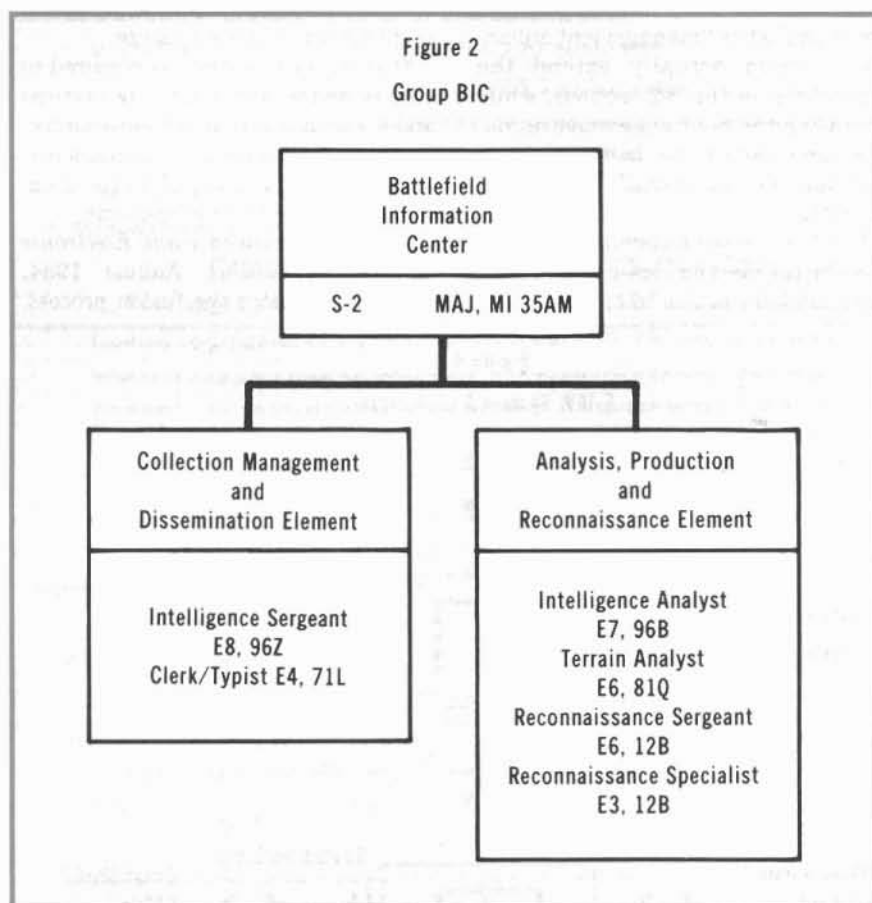 Figure 2
Group BIC
Battlefield
Information
Center
S-2 MAJ, MI 35AM
Collection Management
and
Dissemination Element
Intelligence Sergeant
E8, 96Z
Clerk/Typist E4, 71L
Analysis, Production
and
Reconnaissance Element
Intelligence Analyst
E7, 96B
Terrain Analyst
E6, 81Q
Reconnaissance Sergeant
E6, 12B
Reconnaissance Specialist
E3, 12B